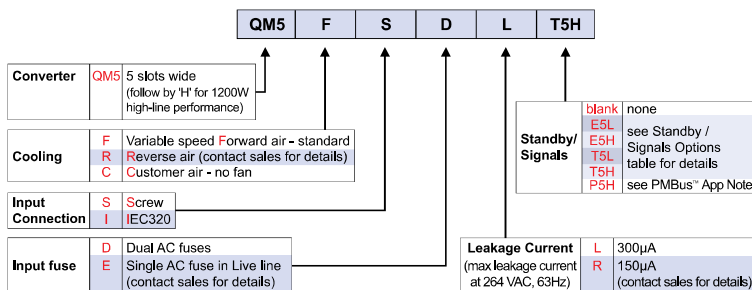 QM5 F S D L T5H
Converter QM5 5 slots wide
(follow by 'H' for 1200W
high-line performance)
Cooling
F Variable speed Forward air - standard
R Reverse air (contact sales for details)
C Customer air - no fan
Input
Connection
S Screw
I IEC320
Input fuse
D Dual AC fuses
E Single AC fuse in Live line
(contact sales for details)
Standby/
Signals
blank none
E5L
E5H
T5L
T5H
see Standby /
Signals Options
table for details
P5H see PMBus™ App Note
Leakage Current
(max leakage current
at 264 VAC, 63Hz)
L 300µA
R 150µA
(contact sales for details)